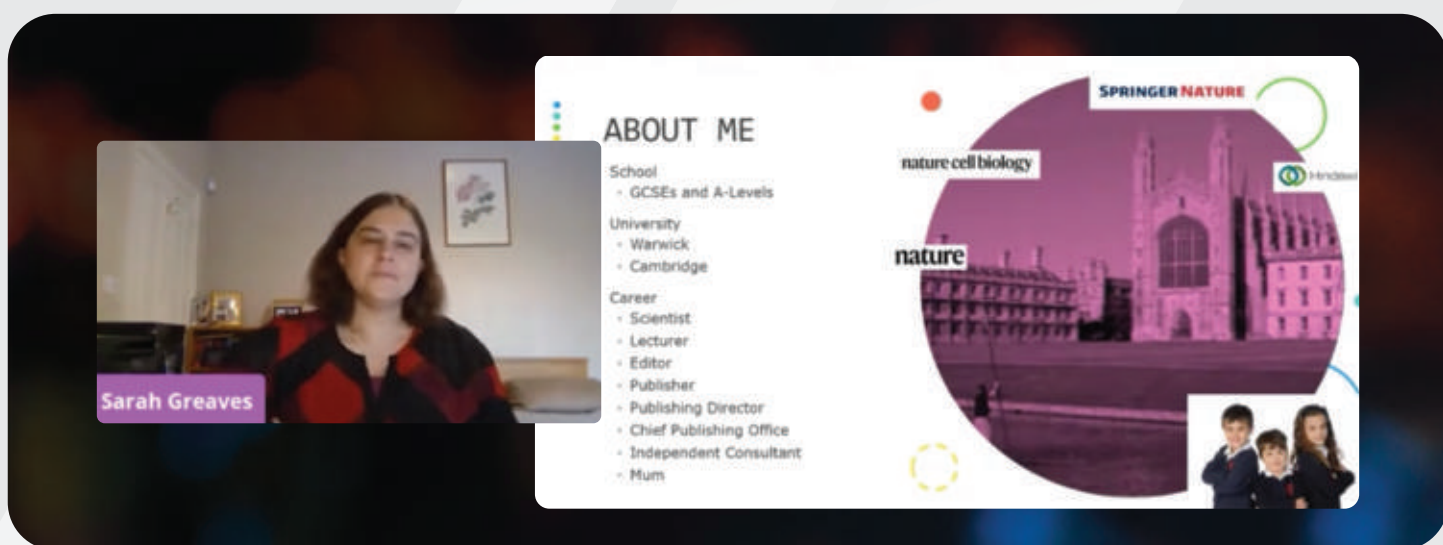 Sarah Greaves
ABOUT ME
School
◦ GCSEs and A-Levels
University
◦ Warwick
◦ Cambridge
Career
◦ Scientist
◦ Lecturer
◦ Editor
◦ Publisher
◦ Publishing Director
◦ Chief Publishing Office
◦ Independent Consultant
◦ Mum
SPRINGER NATURE
nature cell biology
Hindawi
nature